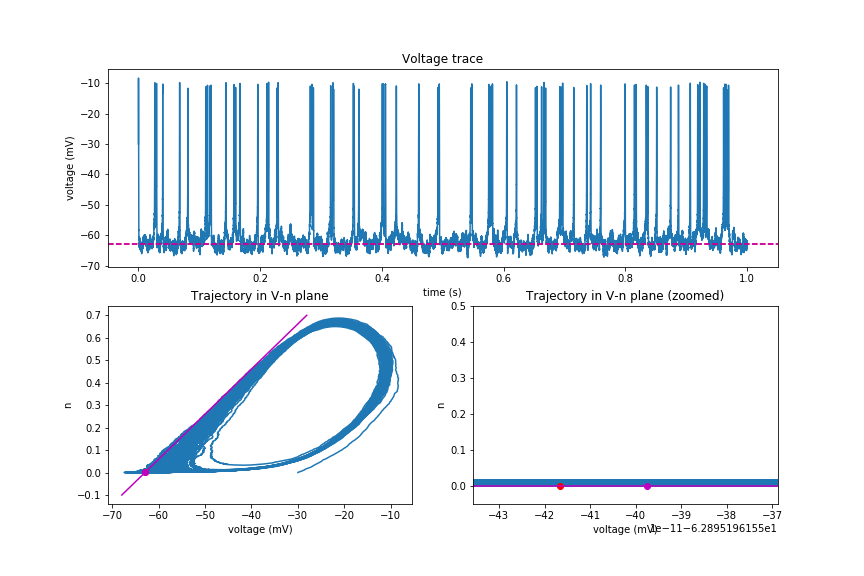 Voltage trace
−10
−20
−30
−40
−50
−60
−70
voltage (mV)
0.0 0.2 0.4 0.6 0.8 1.0
time (s)
Trajectory in V-n plane
0.7
0.6
0.5
0.4
0.3
0.2
0.1
0.0
−0.1
n
−70 −60 −50 −40 −30 −20 −10
voltage (mV)
Trajectory in V-n plane (zoomed)
0.5
0.4
0.3
0.2
0.1
0.0
n
−43 −42 −41 −40 −39 −38 −37
voltage (mV)
1e−11−6.2895196155e1